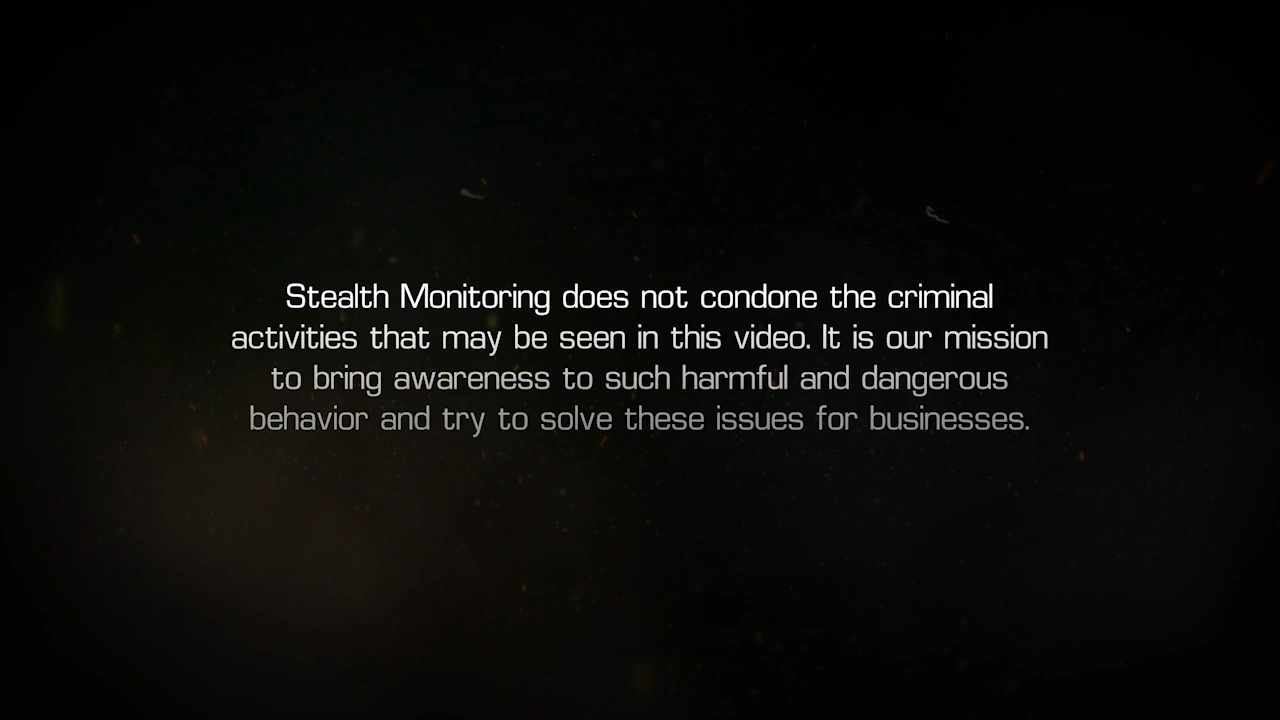 Stealth Monitoring does not condone the criminal
activities that may be seen in this video. It is our mission
to bring awareness to such harmful and dangerous
behavior and try to solve these issues for businesses.